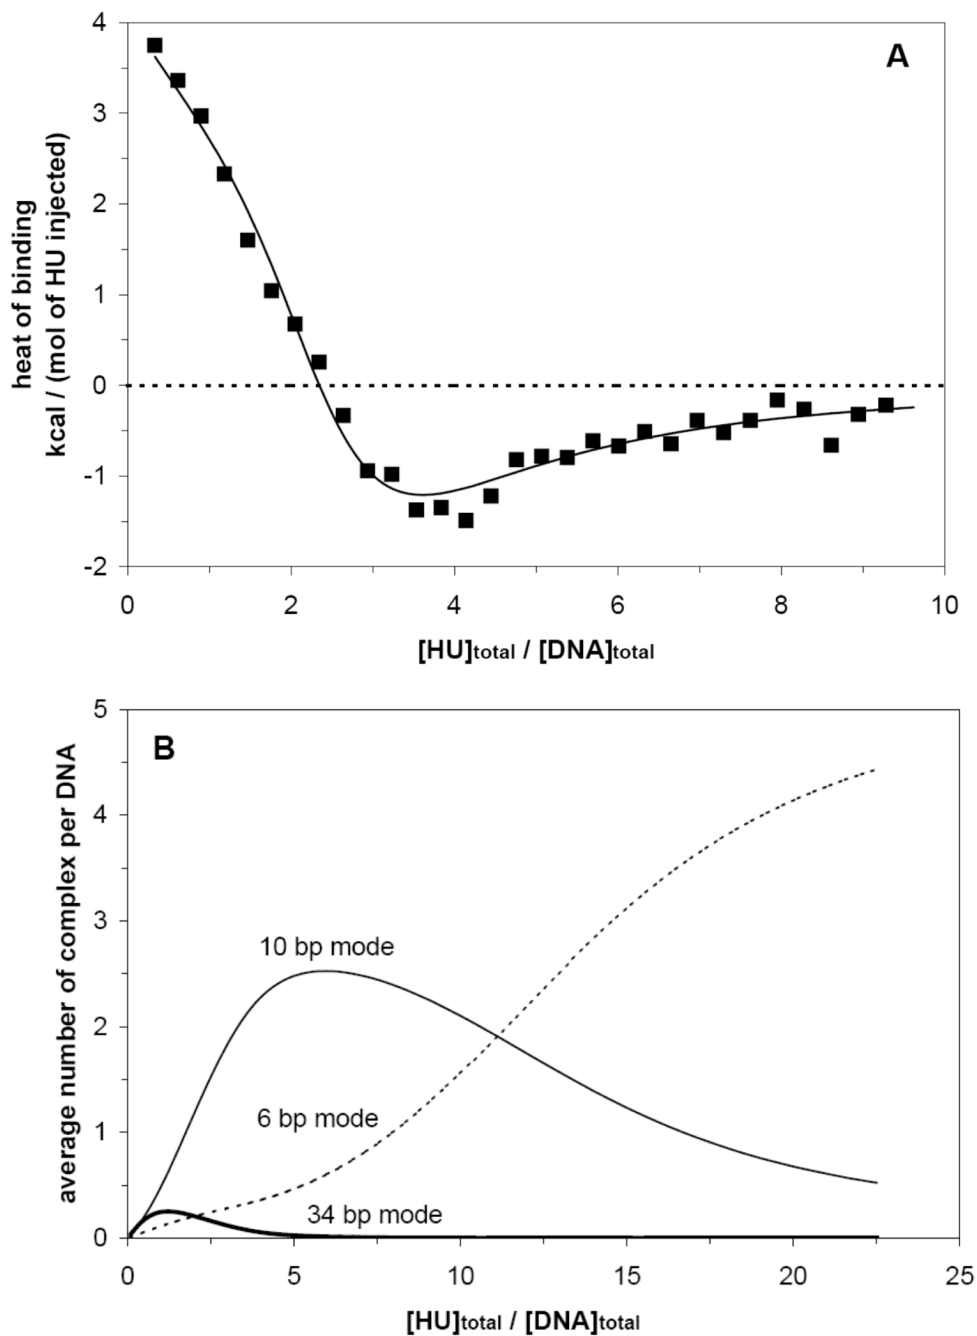 A
heat of binding
kcal / (mol of HU injected)
4
3
2
1
0
-1
-2
0 2 4 6 8 10
[HU]total / [DNA]total
B
average number of complex per DNA
5
4
3
2
1
0
10 bp mode
6 bp mode
34 bp mode
0 5 10 15 20 25
[HU]total / [DNA]total